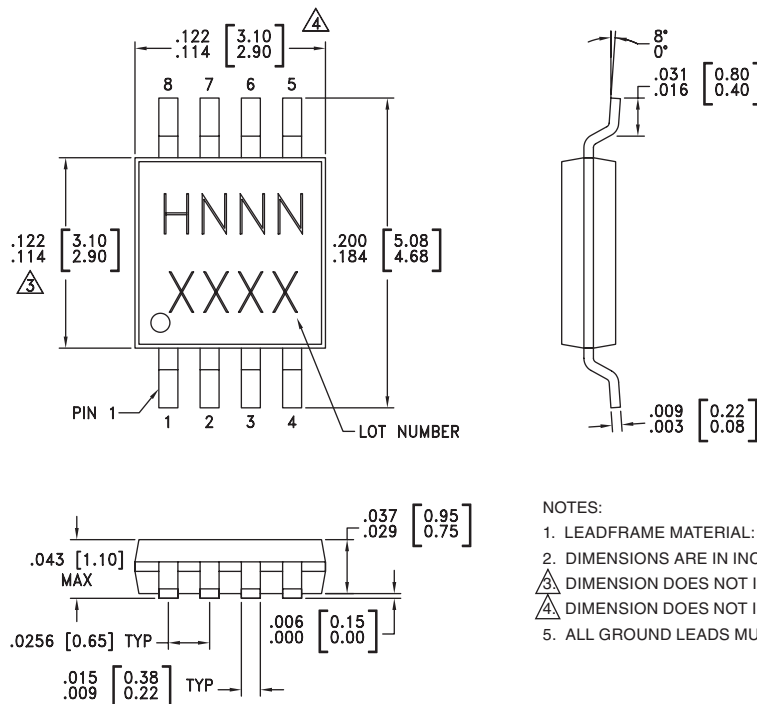 4
.122 [3.10]
.114 [2.90]
8 7 6 5
HNNN
XXXX
.122 [3.10]
.114 [2.90]
3
.200 [5.08]
.184 [4.68]
PIN 1
1 2 3 4
LOT NUMBER
8°
0°
.031 [0.80]
.016 [0.40]
.009 [0.22]
.003 [0.08]
.043 [1.10]
MAX
.037 [0.95]
.029 [0.75]
.0256 [0.65] TYP
.006 [0.15]
.000 [0.00]
.015 [0.38]
.009 [0.22]
TYP
NOTES:
1. LEADFRAME MATERIAL:
2. DIMENSIONS ARE IN INC
3. DIMENSION DOES NOT I
4. DIMENSION DOES NOT I
5. ALL GROUND LEADS MU